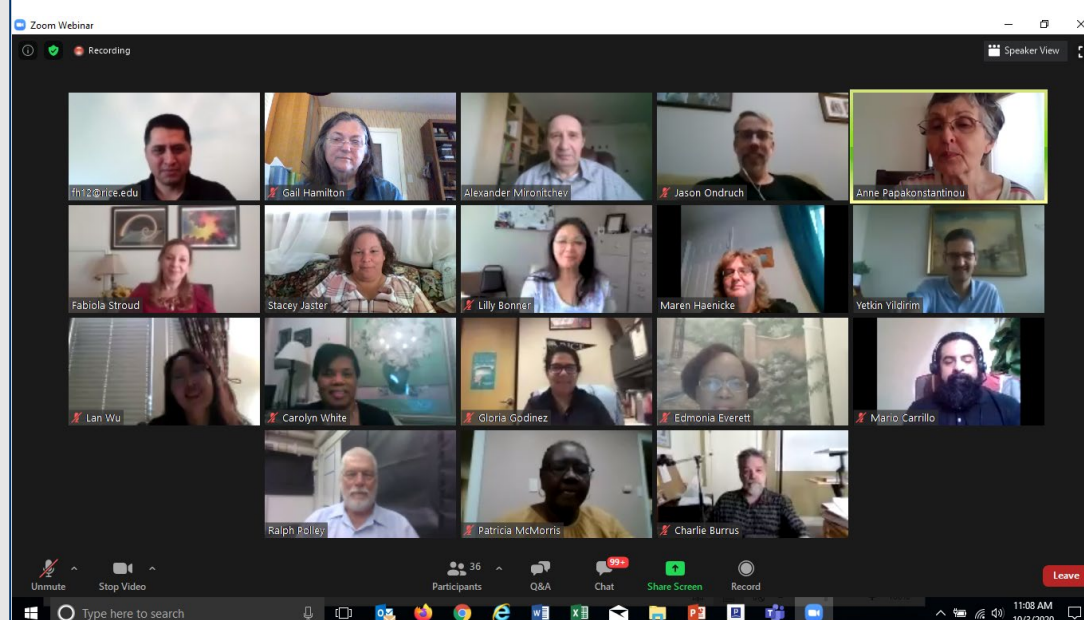 Zoom Webinar
Recording
Speaker View
fh12@rice.edu
Gail Hamilton
Alexander Mironitchev
Jason Ondruch
Anne Papakonstantinou
Fabiola Stroud
Stacey Jaster
Lilly Bonner
Maren Haenicke
Yetkin Yildirim
Lan Wu
Carolyn White
Gloria Godinez
Edmonia Everett
Mario Carrillo
Ralph Polley
Patricia McMorris
Charlie Burrus
Unmute
Stop Video
36
Participants
Q&A
99+
Chat
Share Screen
Record
Leave
Type here to search
11:08 AM
10/3/2020